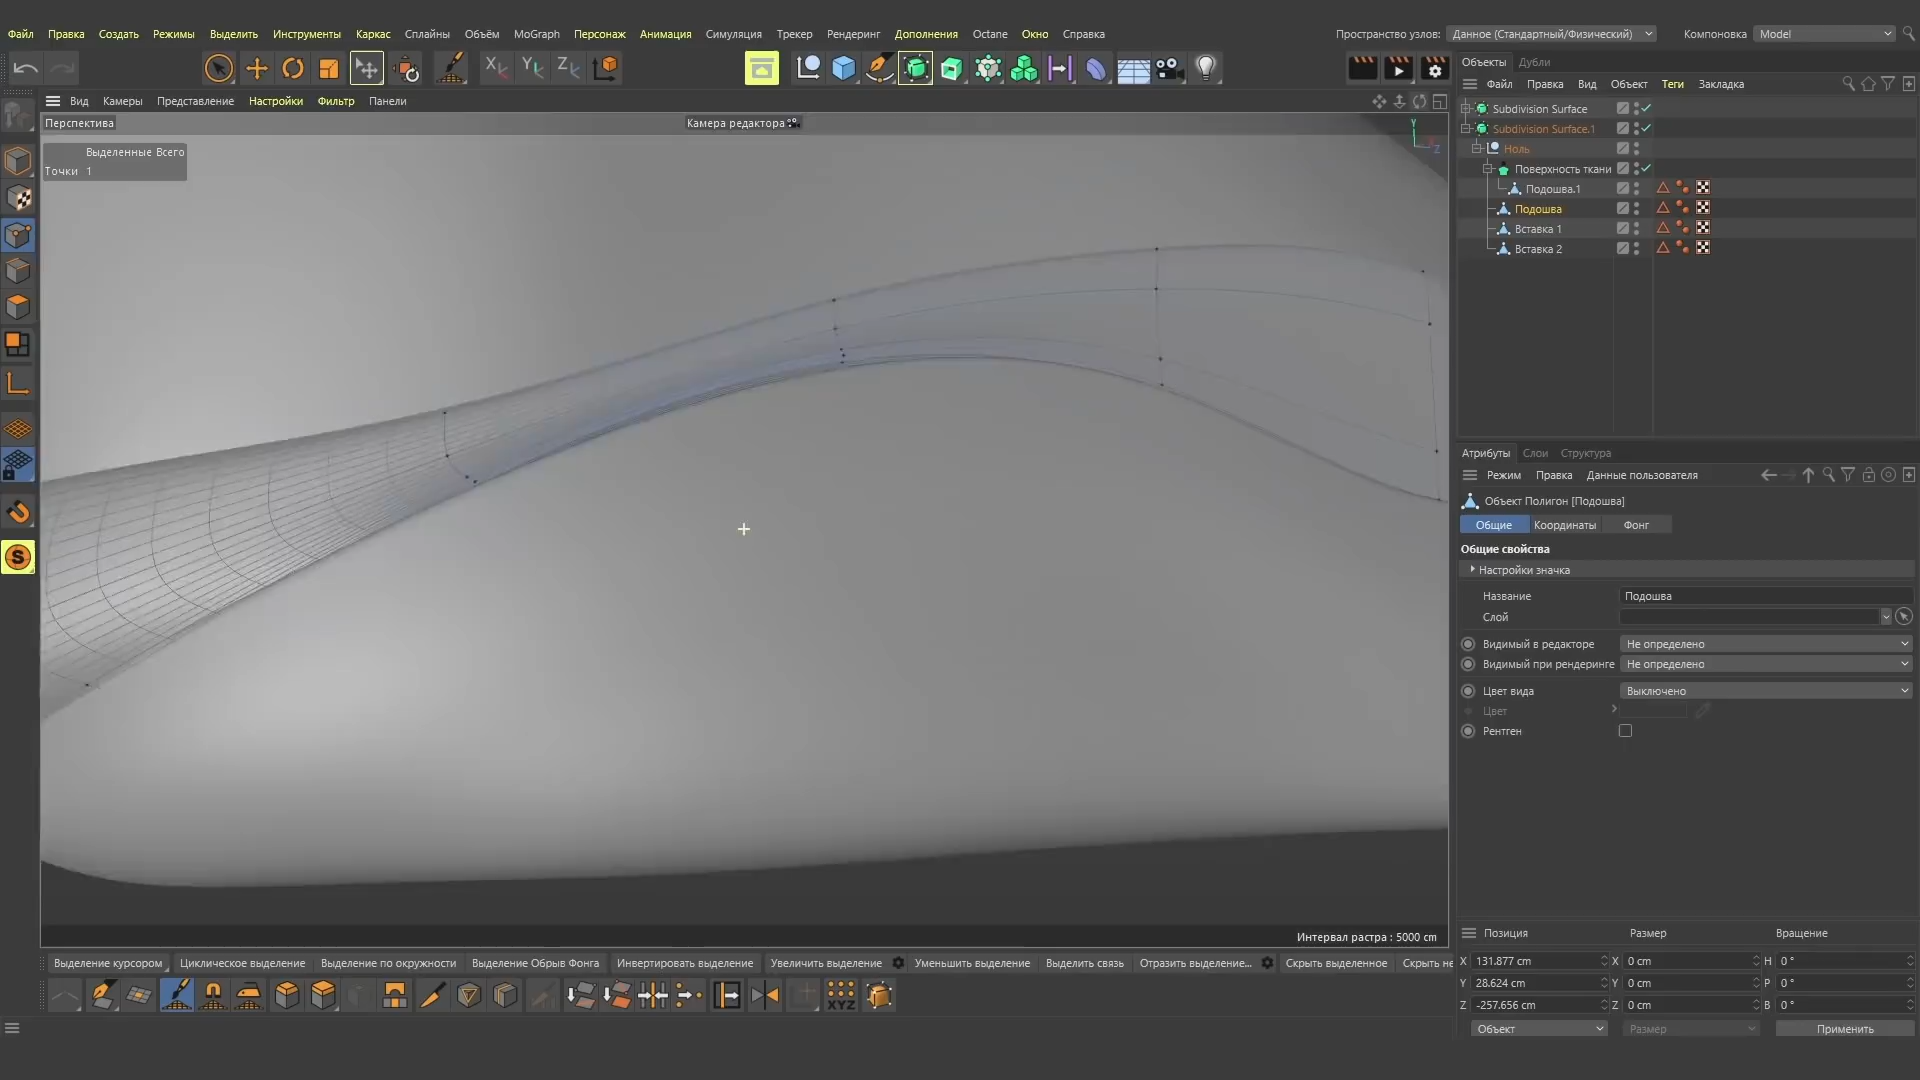 Файл Правка Создать Режимы Выделить Инструменты Каркас Сплайны Объём MoGraph Персонаж Анимация Симуляция Трекер Рендеринг Дополнения Octane Окно Справка Пространство узлов: Данное (Стандартный/Физический) Компоновка Model
X Y Z
Объекты Дубли
Файл Правка Вид Объект Теги Закладка
Вид Камеры Представление Настройки Фильтр Панели
Перспектива Камера редактора
Y
Z
Выделенные Всего
Точки 1
Subdivision Surface
Subdivision Surface.1
Ноль
Поверхность ткани
Подошва.1
Подошва
Вставка 1
Вставка 2
S
Атрибуты Слои Структура
Режим Правка Данные пользователя
Объект Полигон [Подошва]
Общие Координаты Фонг
Общие свойства
Настройки значка
Название Подошва
Слой
Видимый в редакторе Не определено
Видимый при рендеринге Не определено
Цвет вида Выключено
Цвет
Рентген
Интервал растра : 5000 cm
Позиция Размер Вращение
X 131.877 cm X 0 cm H 0 °
Y 28.624 cm Y 0 cm P 0 °
Z -257.656 cm Z 0 cm B 0 °
Объект Размер Применить
Выделение курсором Циклическое выделение Выделение по окружности Выделение Обрыв Фонга Инвертировать выделение Увеличить выделение Уменьшить выделение Выделить связь Отразить выделение... Скрыть выделенное Скрыть не
XYZ